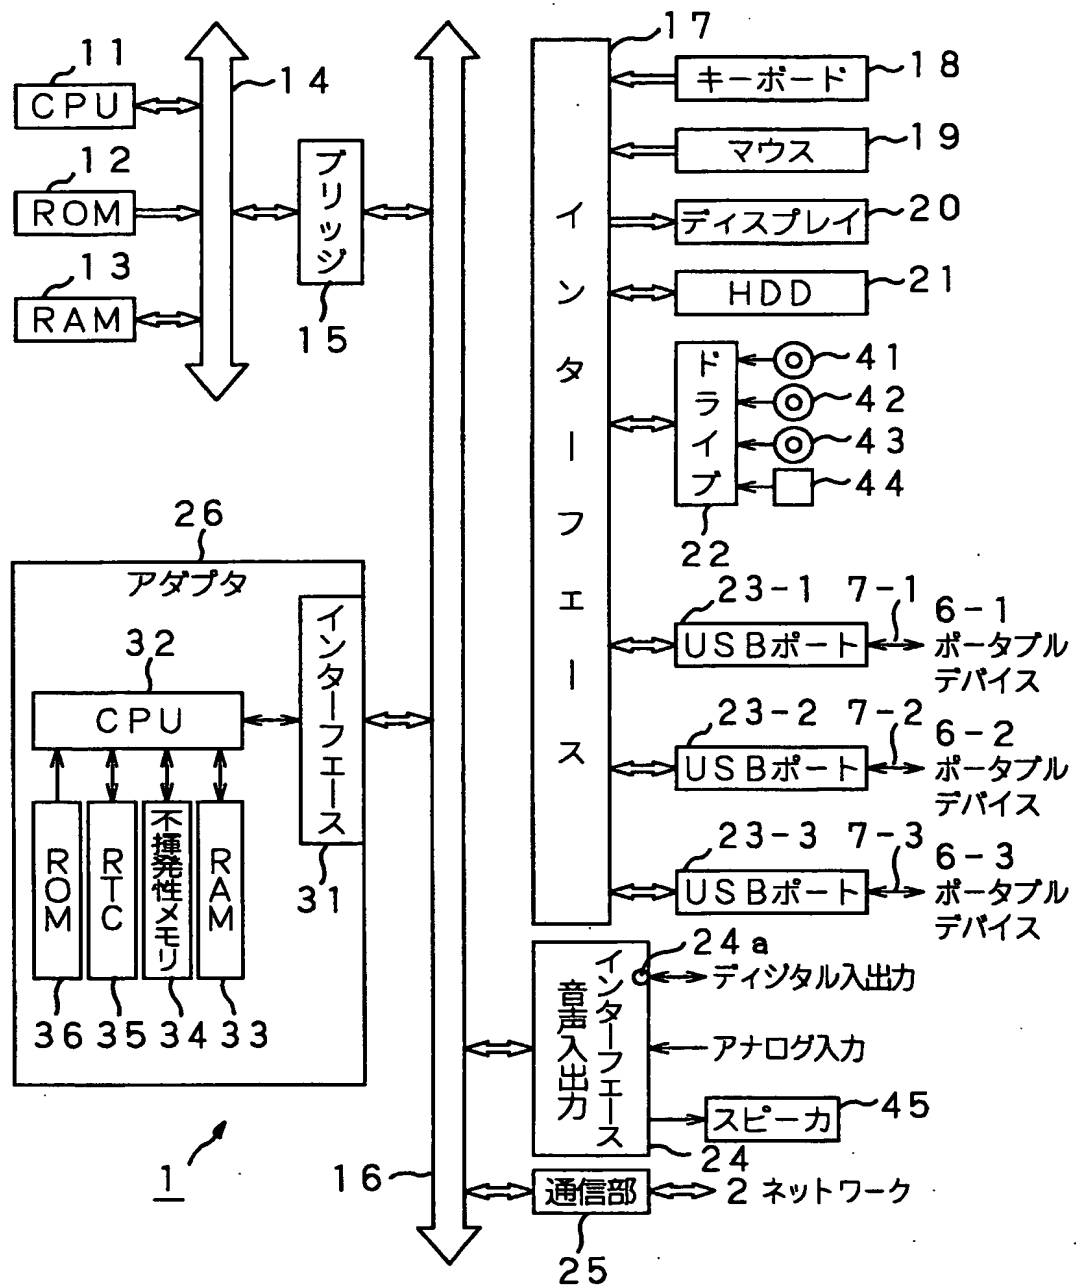 11
CPU
12
ROM
13
RAM
14
ブリッジ
15
17
インターフェース
18
キーボード
19
マウス
20
ディスプレイ
21
HDD
ドライブ
41
42
43
44
22
26
アダプタ
インターフェース
31
32
CPU
ROM
RTC
不揮発性メモリ
RAM
36
35
34
33
23-1
7-1
6-1
USBポート
ポータブル
デバイス
23-2
7-2
6-2
USBポート
ポータブル
デバイス
23-3
7-3
6-3
USBポート
ポータブル
デバイス
24a
ディジタル入出力
音声入出力
インターフェース
アナログ入力
スピーカ
45
24
16
通信部
2 ネットワーク
25
1